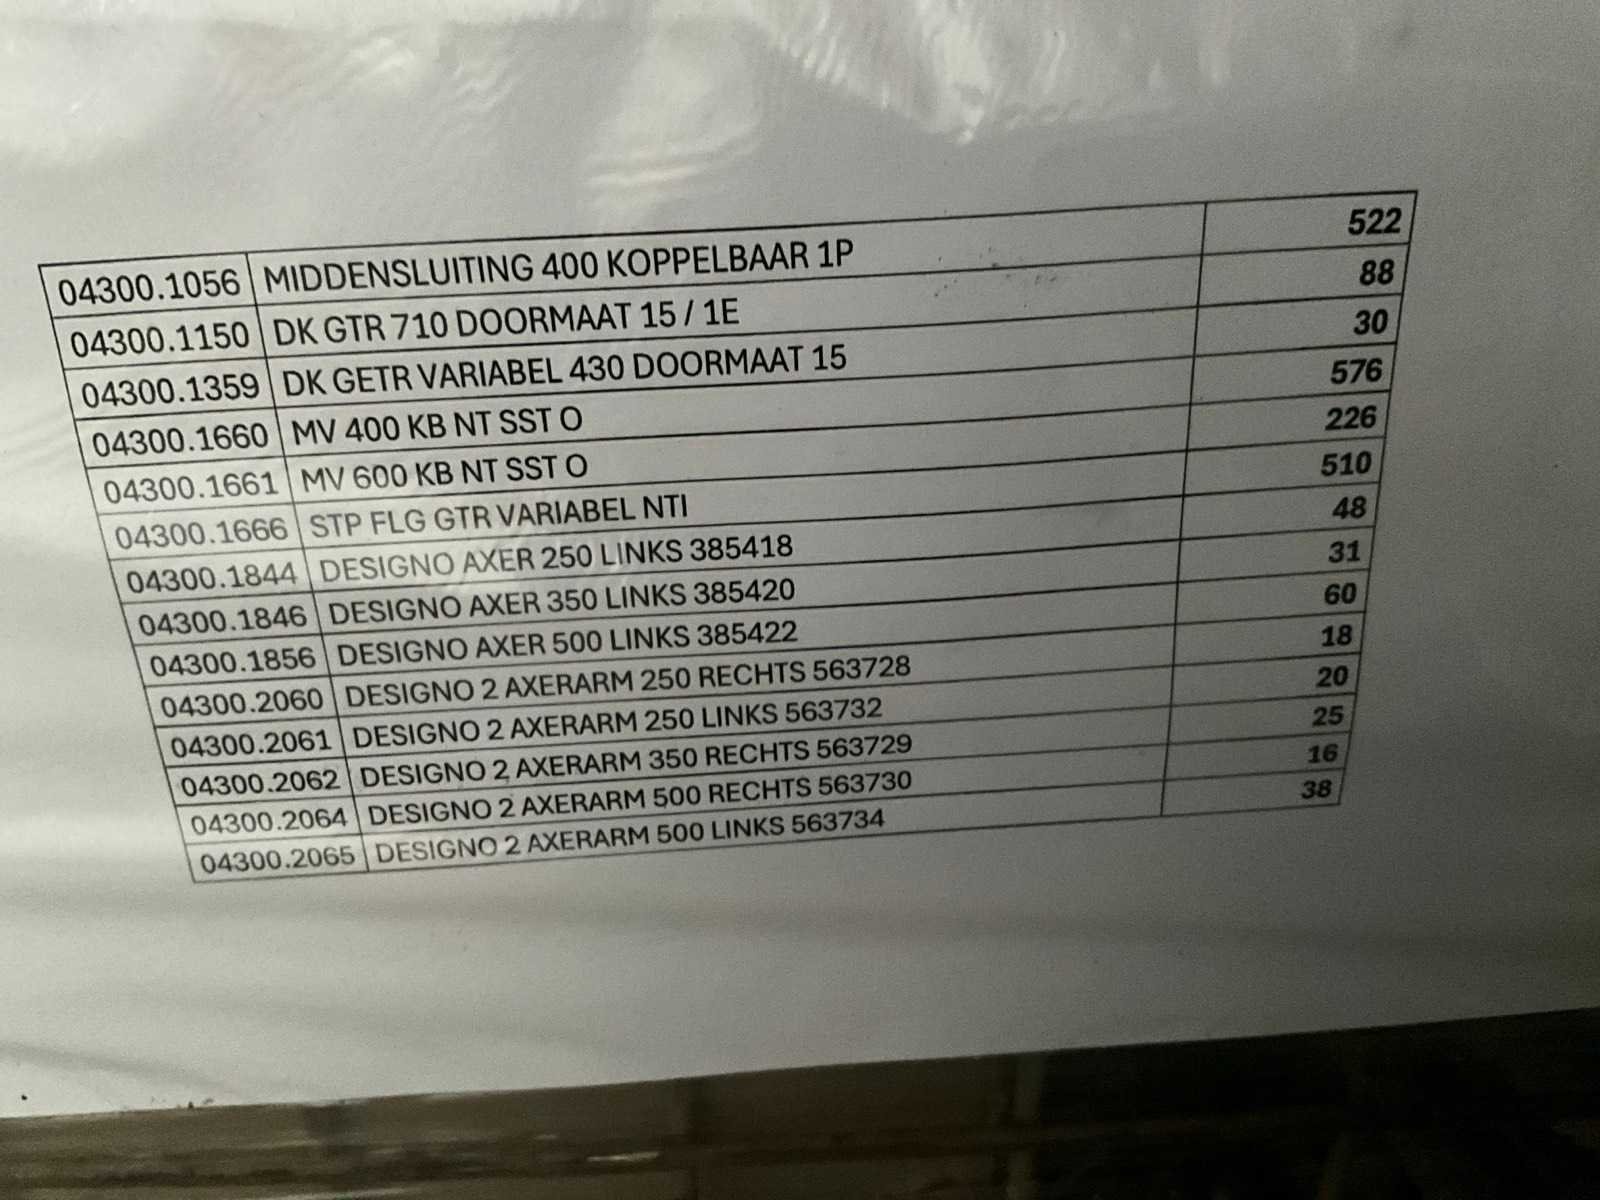 04300.1056 MIDDENSLUITING 400 KOPPELBAAR 1P 522
04300.1150 DK GTR 710 DOORMAAT 15 / 1E 88
04300.1359 DK GETR VARIABEL 430 DOORMAAT 15 30
04300.1660 MV 400 KB NT SST O 576
04300.1661 MV 600 KB NT SST O 226
04300.1666 STP FLG GTR VARIABEL NTI 510
04300.1844 DESIGNO AXER 250 LINKS 385418 48
04300.1846 DESIGNO AXER 350 LINKS 385420 31
04300.1856 DESIGNO AXER 500 LINKS 385422 60
04300.2060 DESIGNO 2 AXERARM 250 RECHTS 563728 18
04300.2061 DESIGNO 2 AXERARM 250 LINKS 563732 20
04300.2062 DESIGNO 2 AXERARM 350 RECHTS 563729 25
04300.2064 DESIGNO 2 AXERARM 500 RECHTS 563730 16
04300.2065 DESIGNO 2 AXERARM 500 LINKS 563734 38